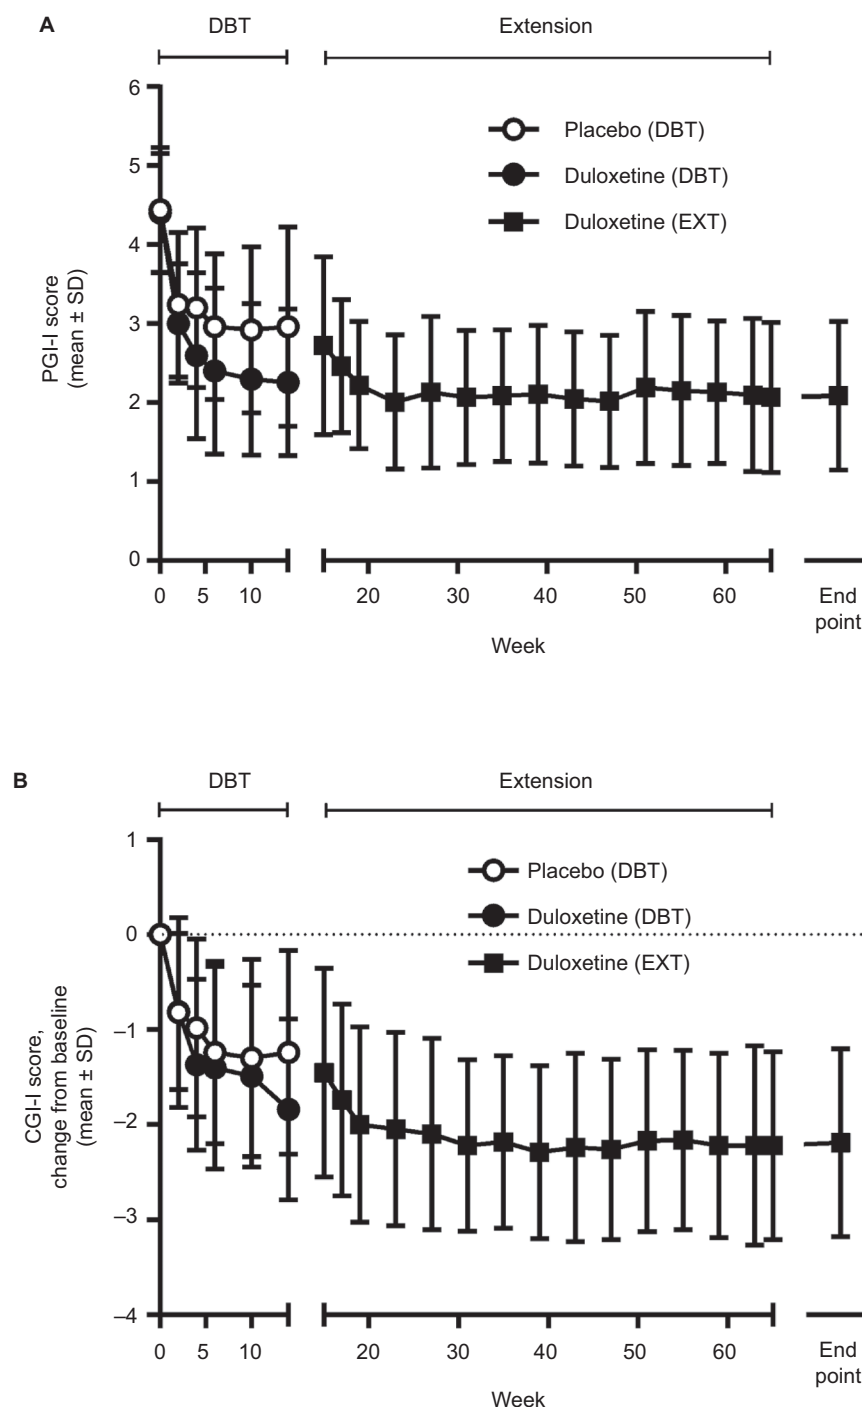 A
DBT
Extension
6
5
4
3
2
1
0
PGI-I score
(mean ± SD)
Placebo (DBT)
Duloxetine (DBT)
Duloxetine (EXT)
0 5 10 20 30 40 50 60 End
point
Week
B
DBT
Extension
1
0
–1
–2
–3
–4
CGI-I score,
change from baseline
(mean ± SD)
Placebo (DBT)
Duloxetine (DBT)
Duloxetine (EXT)
0 5 10 20 30 40 50 60 End
point
Week